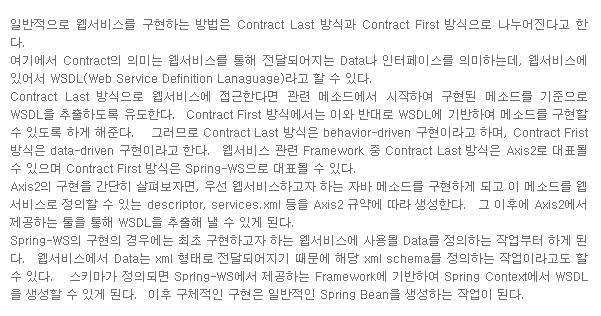 일반적으로 웹서비스를 구현하는 방법은 Contract Last 방식과 Contract First 방식으로 나누어진다고 한
다.
여기에서 Contract의 의미는 웹서비스를 통해 전달되어지는 Data나 인터페이스를 의미하는데, 웹서비스에
있어서 WSDL(Web Service Definition Lanaguage)라고 할 수 있다.
Contract Last 방식으로 웹서비스에 접근한다면 관련 메소드에서 시작하여 구현된 메소드를 기준으로
WSDL을 추출하도록 유도한다. Contract First 방식에서는 이와 반대로 WSDL에 기반하여 메소드를 구현할
수 있도록 하게 해준다. 그러므로 Contract Last 방식은 behavior-driven 구현이라고 하며, Contract Frist
방식은 data-driven 구현이라고 한다. 웹서비스 관련 Framework 중 Contract Last 방식은 Axis2로 대표될
수 있으며 Contract First 방식은 Spring-WS으로 대표될 수 있다.
Axis2의 구현을 간단히 살펴보자면, 우선 웹서비스하고자 하는 자바 메소드를 구현하게 되고 이 메소드를 웹
서비스로 정의할 수 있는 descriptor, services.xml 등을 Axis2 규약에 따라 생성한다. 그 이후에 Axis2에서
제공하는 툴을 통해 WSDL을 추출해 낼 수 있게 된다.
Spring-WS의 구현의 경우에는 최초 구현하고자 하는 웹서비스에 사용될 Data를 정의하는 작업부터 하게 된
다. 웹서비스에서 Data는 xml 형태로 전달되어지기 때문에 해당 xml schema를 정의하는 작업이라고도 할
수 있다. 스키마가 정의되면 Spring-WS에서 제공하는 Framework에 기반하여 Spring Context에서 WSDL
을 생성할 수 있게 된다. 이후 구체적인 구현은 일반적인 Spring Bean을 생성하는 작업이 된다.